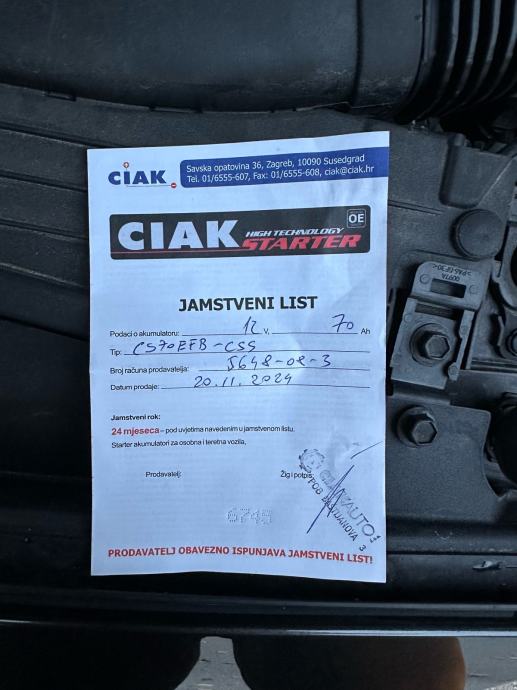 CIAK
Savska opatovina 36, Zagreb, 10090 Susedgrad
Tel. 01/6555-607, Fax: 01/6555-608, ciak@ciak.hr
CIAK HIGH TECHNOLOGY STARTER OE
JAMSTVENI LIST
Podaci o akumulatoru: 12 V, 70 Ah
Tip: CS70EFB-CSS
Broj računa prodavatelja: 5648-08-3
Datum prodaje: 20.11.2024
Jamstveni rok:
24 mjeseca – pod uvjetima navedenim u jamstvenom listu.
Starter akumulatori za osobna i teretna vozila,
Prodavatelj: Žig i potpis:
6745
PRODAVATELJ OBAVEZNO ISPUNJAVA JAMSTVENI LIST!